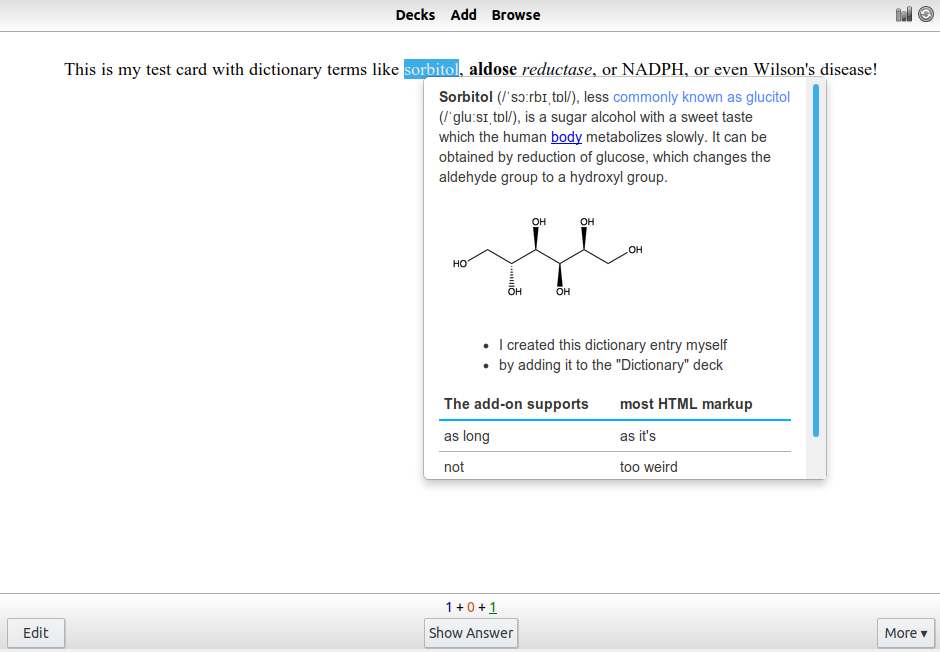 Decks Add Browse
This is my test card with dictionary terms like sorbitol, aldose reductase, or NADPH, or even Wilson's disease!
Sorbitol (/ˈsɔːrbɪˌtɒl/), less commonly known as glucitol
(/ˈɡluːsɪˌtɒl/), is a sugar alcohol with a sweet taste
which the human body metabolizes slowly. It can be
obtained by reduction of glucose, which changes the
aldehyde group to a hydroxyl group.
OH OH
HO OH
OH OH
• I created this dictionary entry myself
• by adding it to the "Dictionary" deck
The add-on supports most HTML markup
as long as it's
not too weird
1 + 0 + 1
Edit Show Answer More ▾